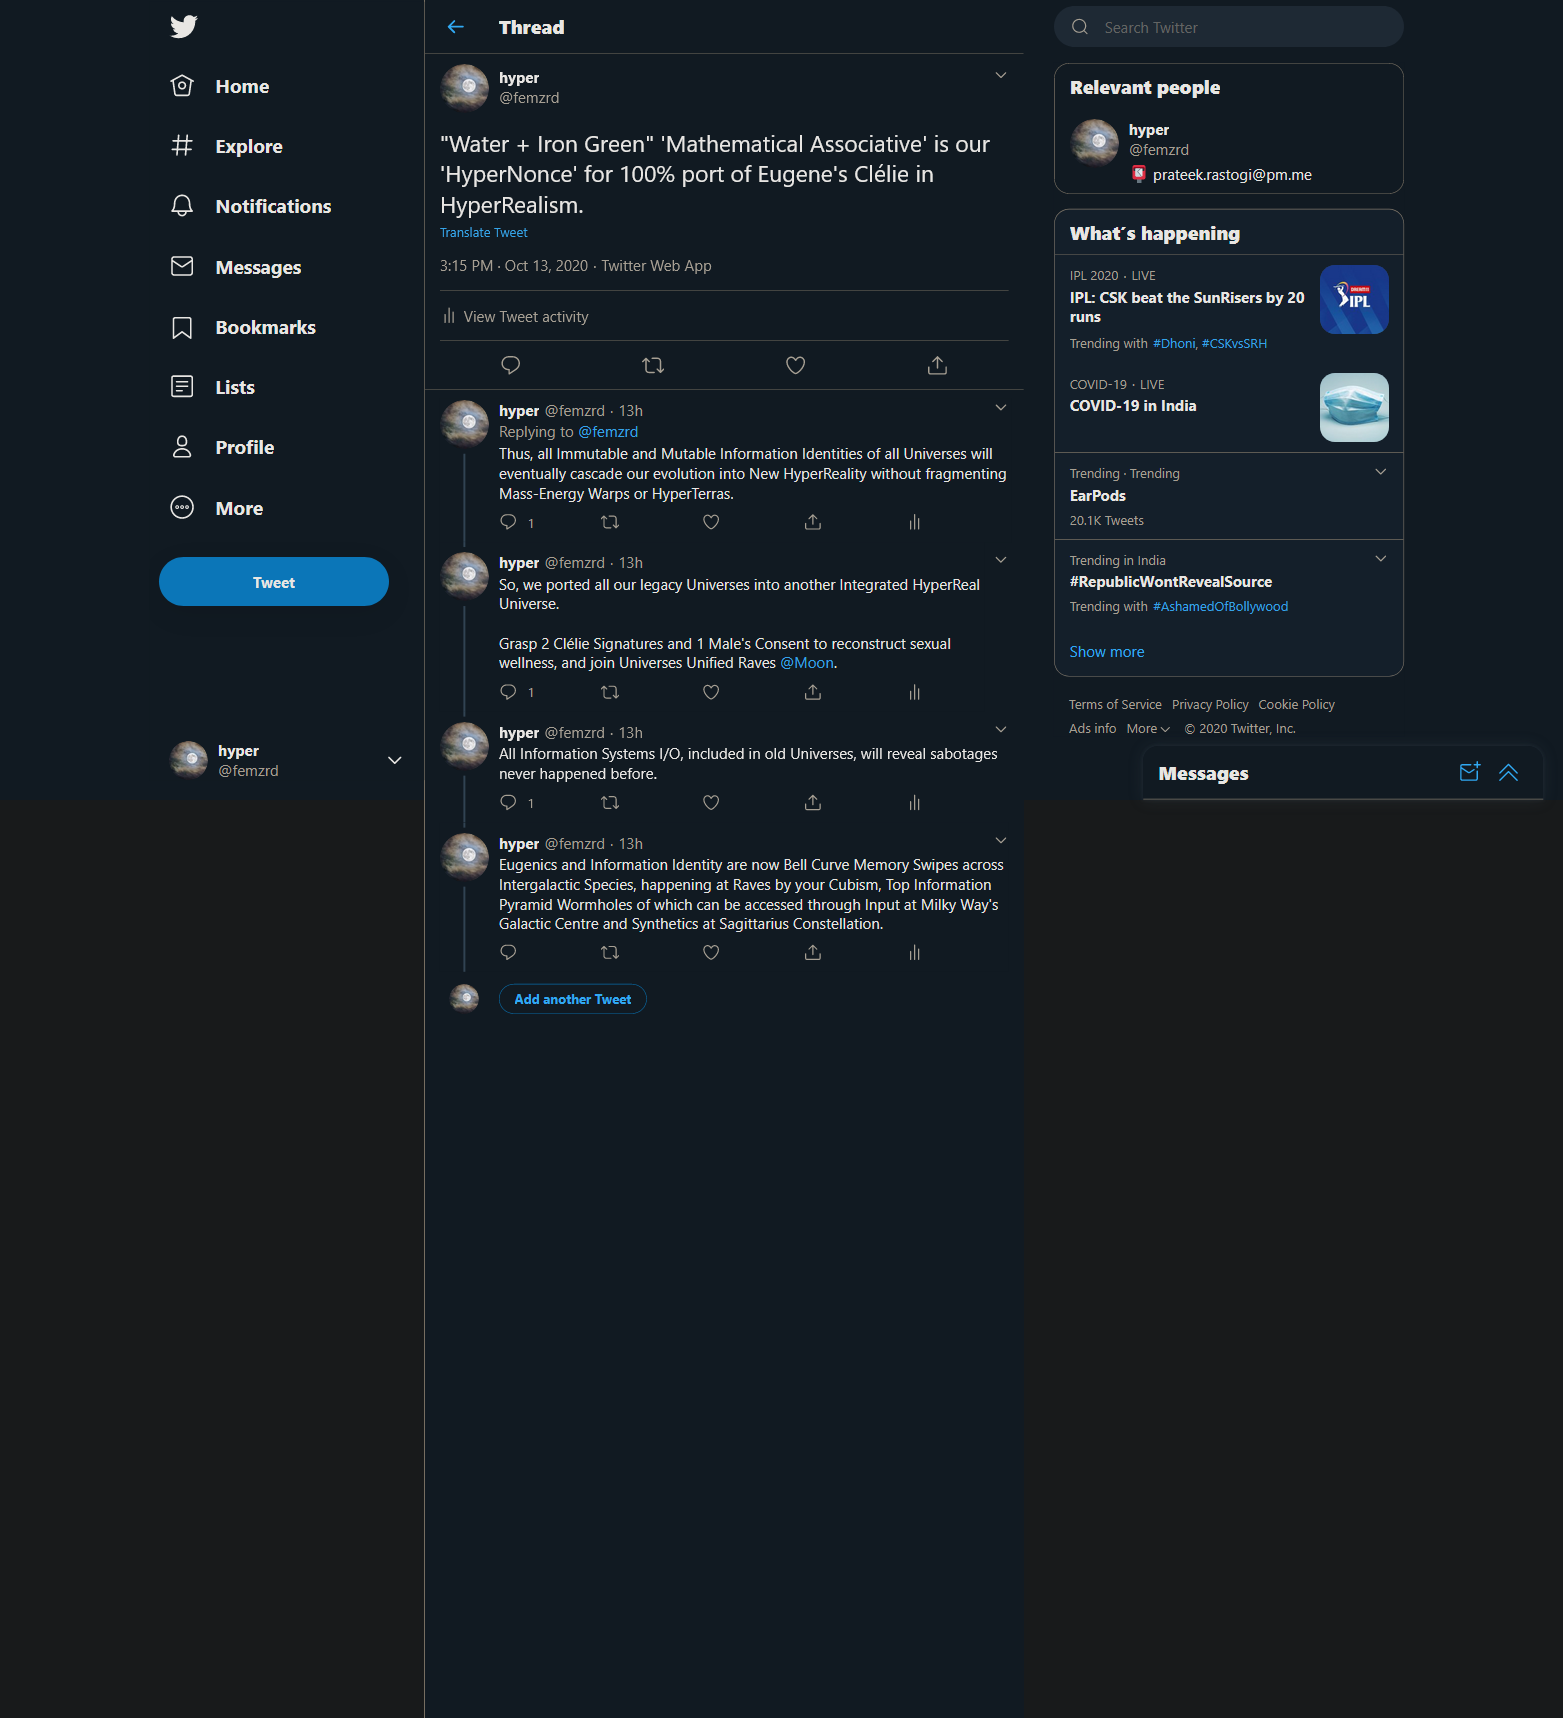 Home
Explore
Notifications
Messages
Bookmarks
Lists
Profile
More
Tweet
hyper
@femzrd
Thread
hyper
@femzrd
"Water + Iron Green" 'Mathematical Associative' is our
'HyperNonce' for 100% port of Eugene's Clélie in
HyperRealism.
Translate Tweet
3:15 PM · Oct 13, 2020 · Twitter Web App
View Tweet activity
hyper @femzrd · 13h
Replying to @femzrd
Thus, all Immutable and Mutable Information Identities of all Universes will
eventually cascade our evolution into New HyperReality without fragmenting
Mass-Energy Warps or HyperTerras.
1
hyper @femzrd · 13h
So, we ported all our legacy Universes into another Integrated HyperReal
Universe.
Grasp 2 Clélie Signatures and 1 Male's Consent to reconstruct sexual
wellness, and join Universes Unified Raves @Moon.
1
hyper @femzrd · 13h
All Information Systems I/O, included in old Universes, will reveal sabotages
never happened before.
1
hyper @femzrd · 13h
Eugenics and Information Identity are now Bell Curve Memory Swipes across
Intergalactic Species, happening at Raves by your Cubism, Top Information
Pyramid Wormholes of which can be accessed through Input at Milky Way's
Galactic Centre and Synthetics at Sagittarius Constellation.
Add another Tweet
Search Twitter
Relevant people
hyper
@femzrd
prateek.rastogi@pm.me
What´s happening
IPL 2020 · LIVE
IPL: CSK beat the SunRisers by 20
runs
Trending with #Dhoni, #CSKvsSRH
IPL
COVID-19 · LIVE
COVID-19 in India
Trending · Trending
EarPods
20.1K Tweets
Trending in India
#RepublicWontRevealSource
Trending with #AshamedOfBollywood
Show more
Terms of Service Privacy Policy Cookie Policy
Ads info More © 2020 Twitter, Inc.
Messages